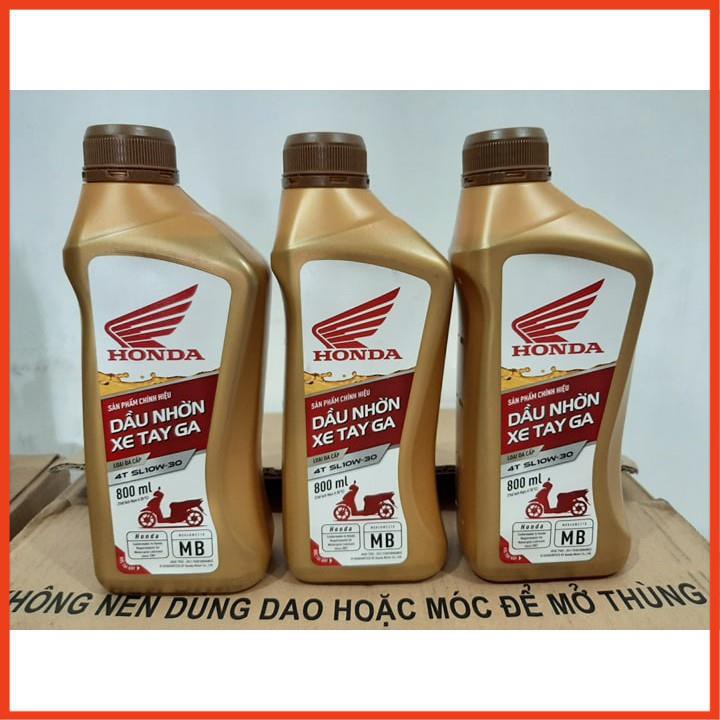 HONDA
SẢN PHẨM CHÍNH HIỆU
DẦU NHỜN
XE TAY GA
LOẠI ĐA CẤP
4T SL10W-30
800 ml
Honda
MB
HONDA
SẢN PHẨM CHÍNH HIỆU
DẦU NHỜN
XE TAY GA
LOẠI ĐA CẤP
4T SL10W-30
800 ml
Honda
MB
HONDA
SẢN PHẨM CHÍNH HIỆU
DẦU NHỜN
XE TAY GA
LOẠI ĐA CẤP
4T SL10W-30
800 ml
Honda
MB
HÔNG NÊN DÙNG DAO HOẶC MÓC ĐỂ MỞ THÙNG